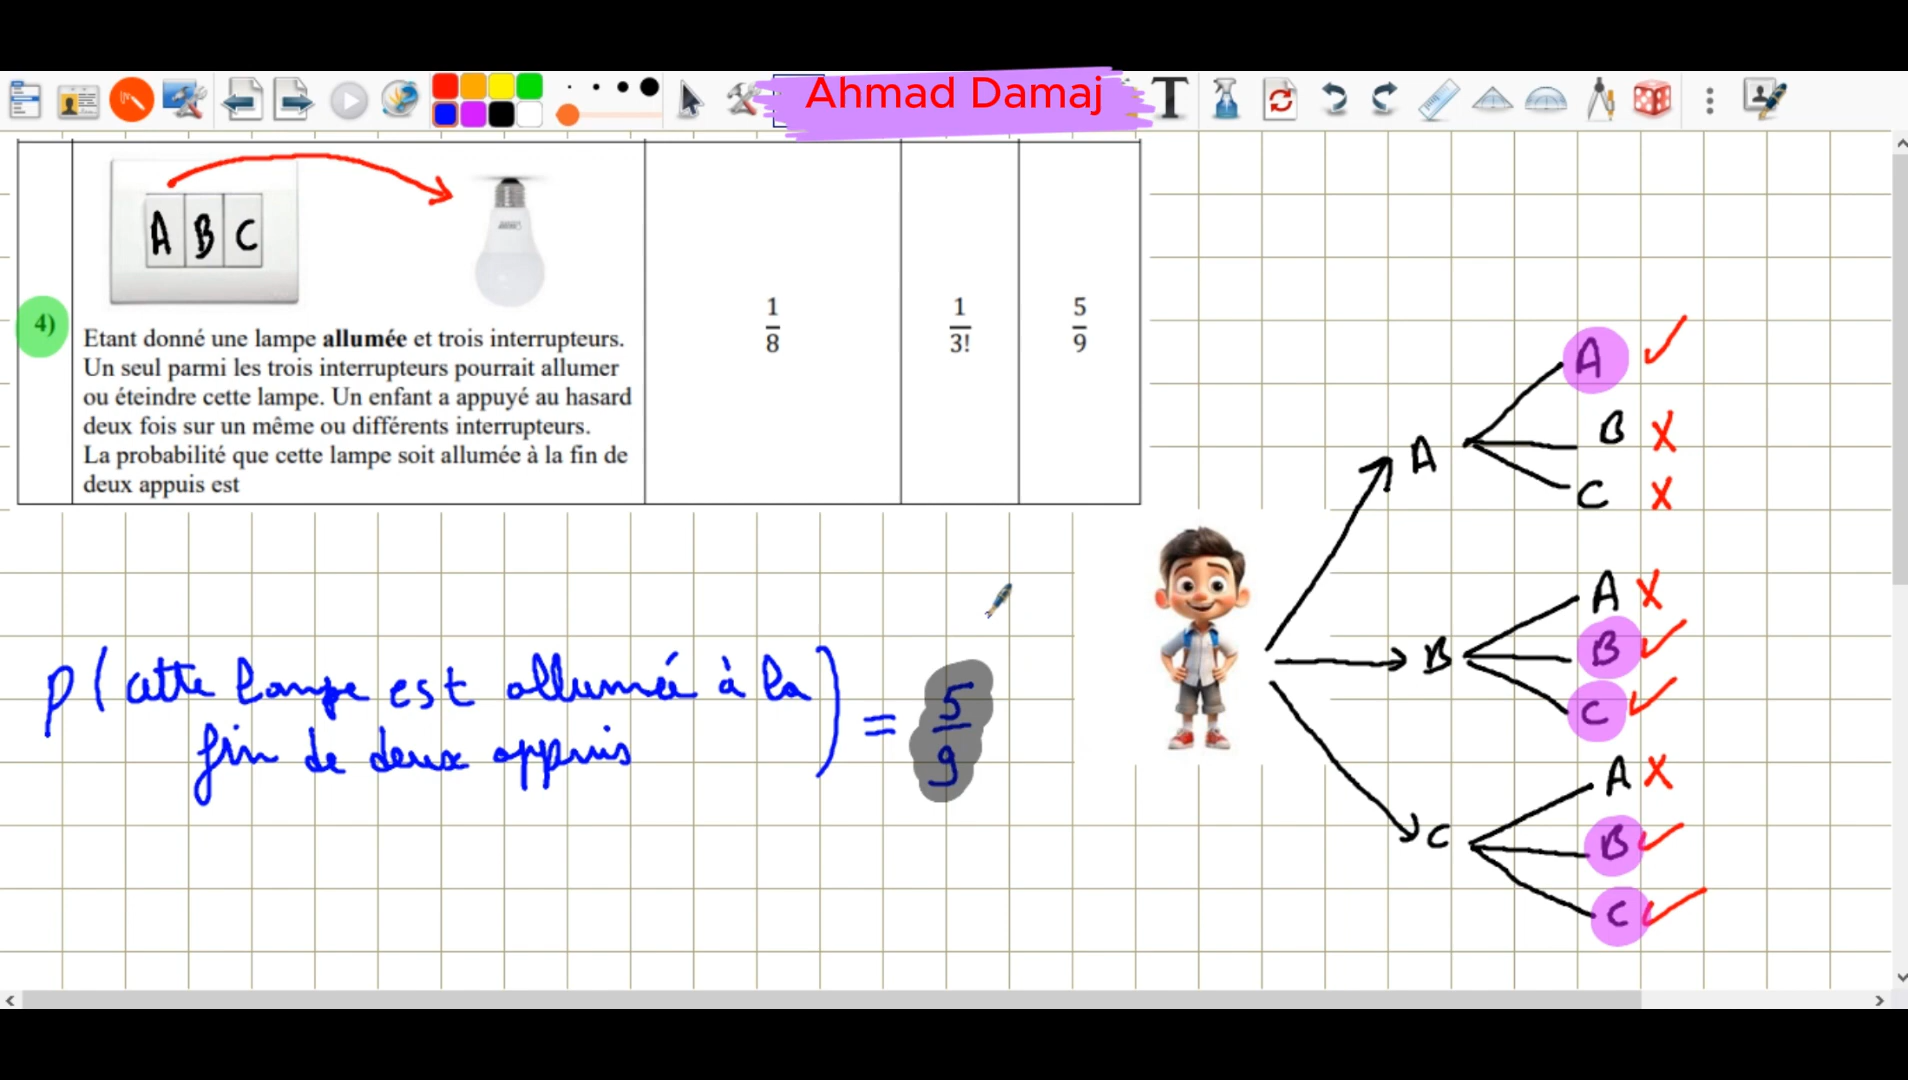 Ahmad Damaj
T
A B C
4)
Etant donné une lampe allumée et trois interrupteurs.
Un seul parmi les trois interrupteurs pourrait allumer
ou éteindre cette lampe. Un enfant a appuyé au hasard
deux fois sur un même ou différents interrupteurs.
La probabilité que cette lampe soit allumée à la fin de
deux appuis est
1/8
1/3!
5/9
P(cette lampe est allumée à la
fin de deux appuis) = 5/9
A
A ✓
B X
C X
B
A X
B ✓
C ✓
C
A X
B ✓
C ✓